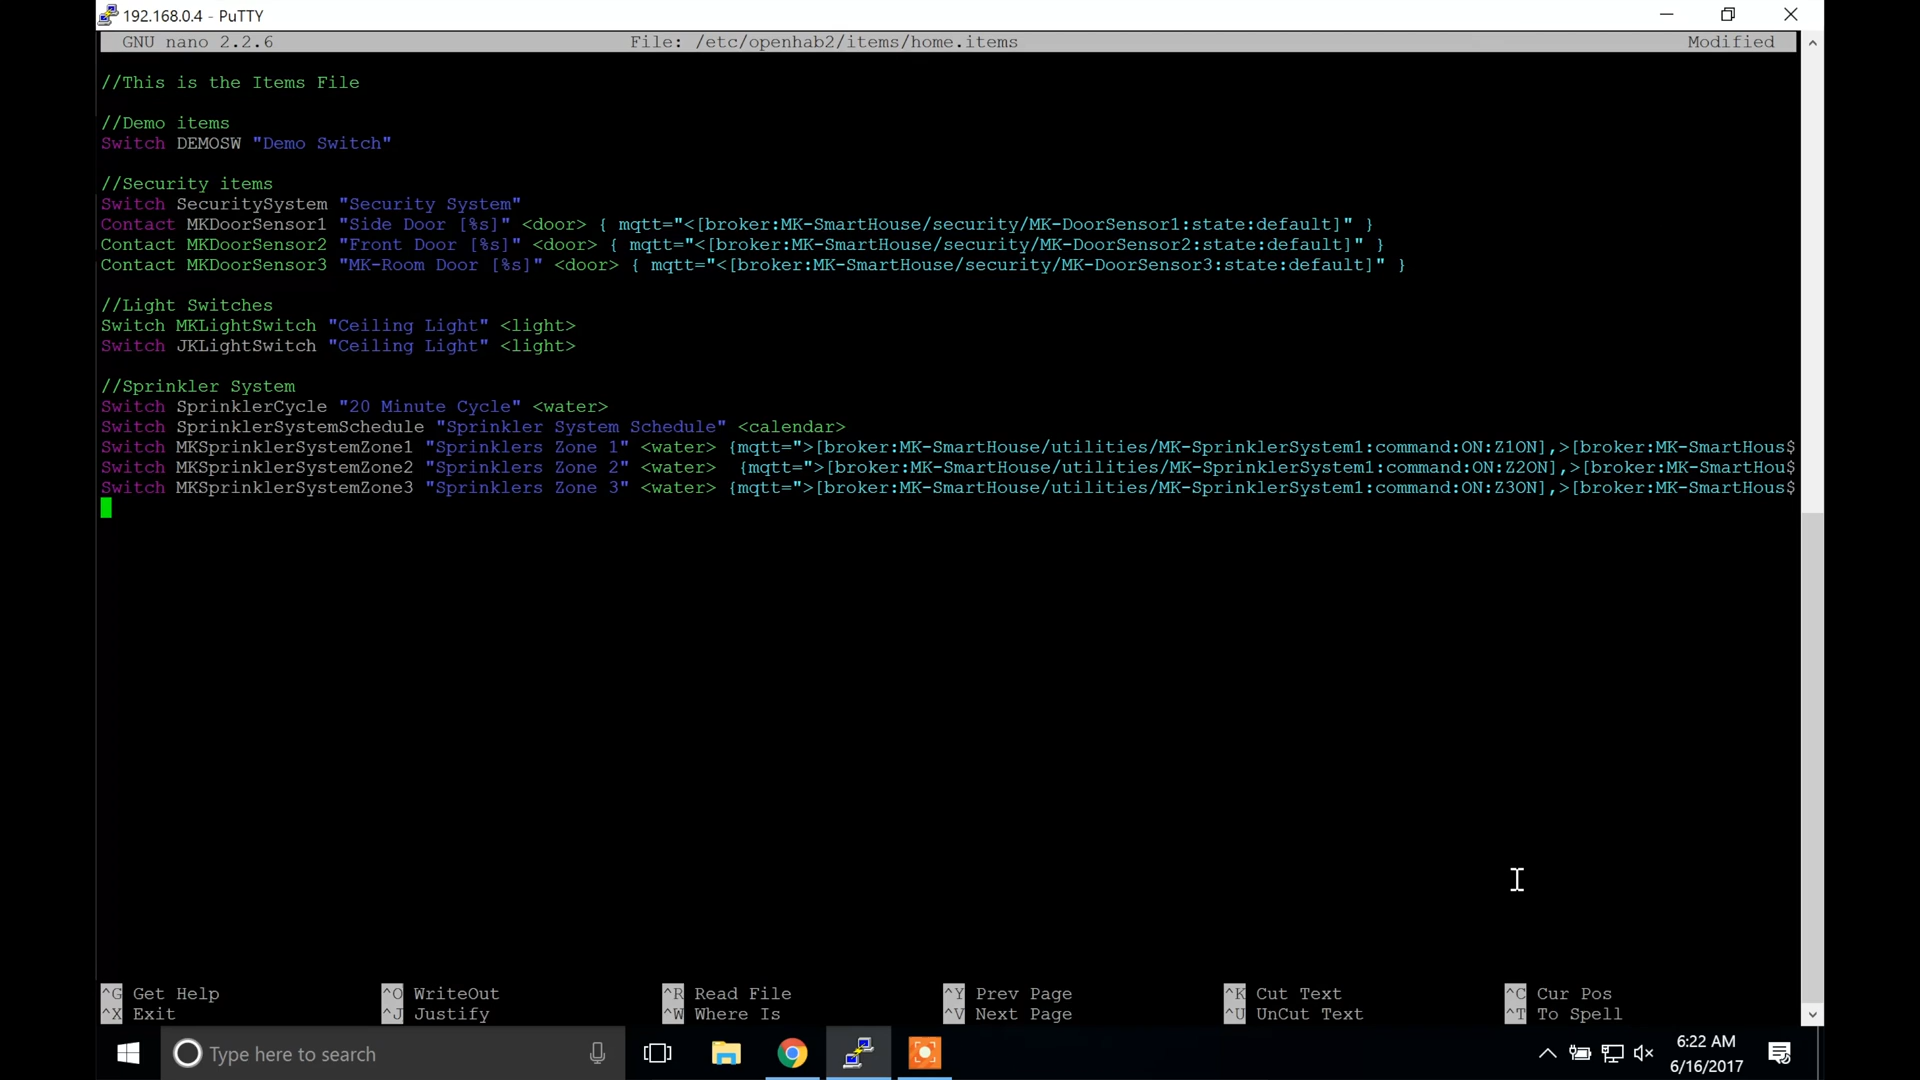 192.168.0.4 - PuTTY
GNU nano 2.2.6 File: /etc/openhab2/items/home.items Modified
//This is the Items File
//Demo items
Switch DEMOSW "Demo Switch"
//Security items
Switch SecuritySystem "Security System"
Contact MKDoorSensor1 "Side Door [%s]" <door> { mqtt="<[broker:MK-SmartHouse/security/MK-DoorSensor1:state:default]" }
Contact MKDoorSensor2 "Front Door [%s]" <door> { mqtt="<[broker:MK-SmartHouse/security/MK-DoorSensor2:state:default]" }
Contact MKDoorSensor3 "MK-Room Door [%s]" <door> { mqtt="<[broker:MK-SmartHouse/security/MK-DoorSensor3:state:default]" }
//Light Switches
Switch MKLightSwitch "Ceiling Light" <light>
Switch JKLightSwitch "Ceiling Light" <light>
//Sprinkler System
Switch SprinklerCycle "20 Minute Cycle" <water>
Switch SprinklerSystemSchedule "Sprinkler System Schedule" <calendar>
Switch MKSprinklerSystemZone1 "Sprinklers Zone 1" <water> {mqtt=">[broker:MK-SmartHouse/utilities/MK-SprinklerSystem1:command:ON:Z1ON],>[broker:MK-SmartHous$
Switch MKSprinklerSystemZone2 "Sprinklers Zone 2" <water>  {mqtt=">[broker:MK-SmartHouse/utilities/MK-SprinklerSystem1:command:ON:Z2ON],>[broker:MK-SmartHou$
Switch MKSprinklerSystemZone3 "Sprinklers Zone 3" <water> {mqtt=">[broker:MK-SmartHouse/utilities/MK-SprinklerSystem1:command:ON:Z3ON],>[broker:MK-SmartHous$
^G Get Help ^O WriteOut ^R Read File ^Y Prev Page ^K Cut Text ^C Cur Pos
^X Exit ^J Justify ^W Where Is ^V Next Page ^U UnCut Text ^T To Spell
Type here to search
6:22 AM
6/16/2017